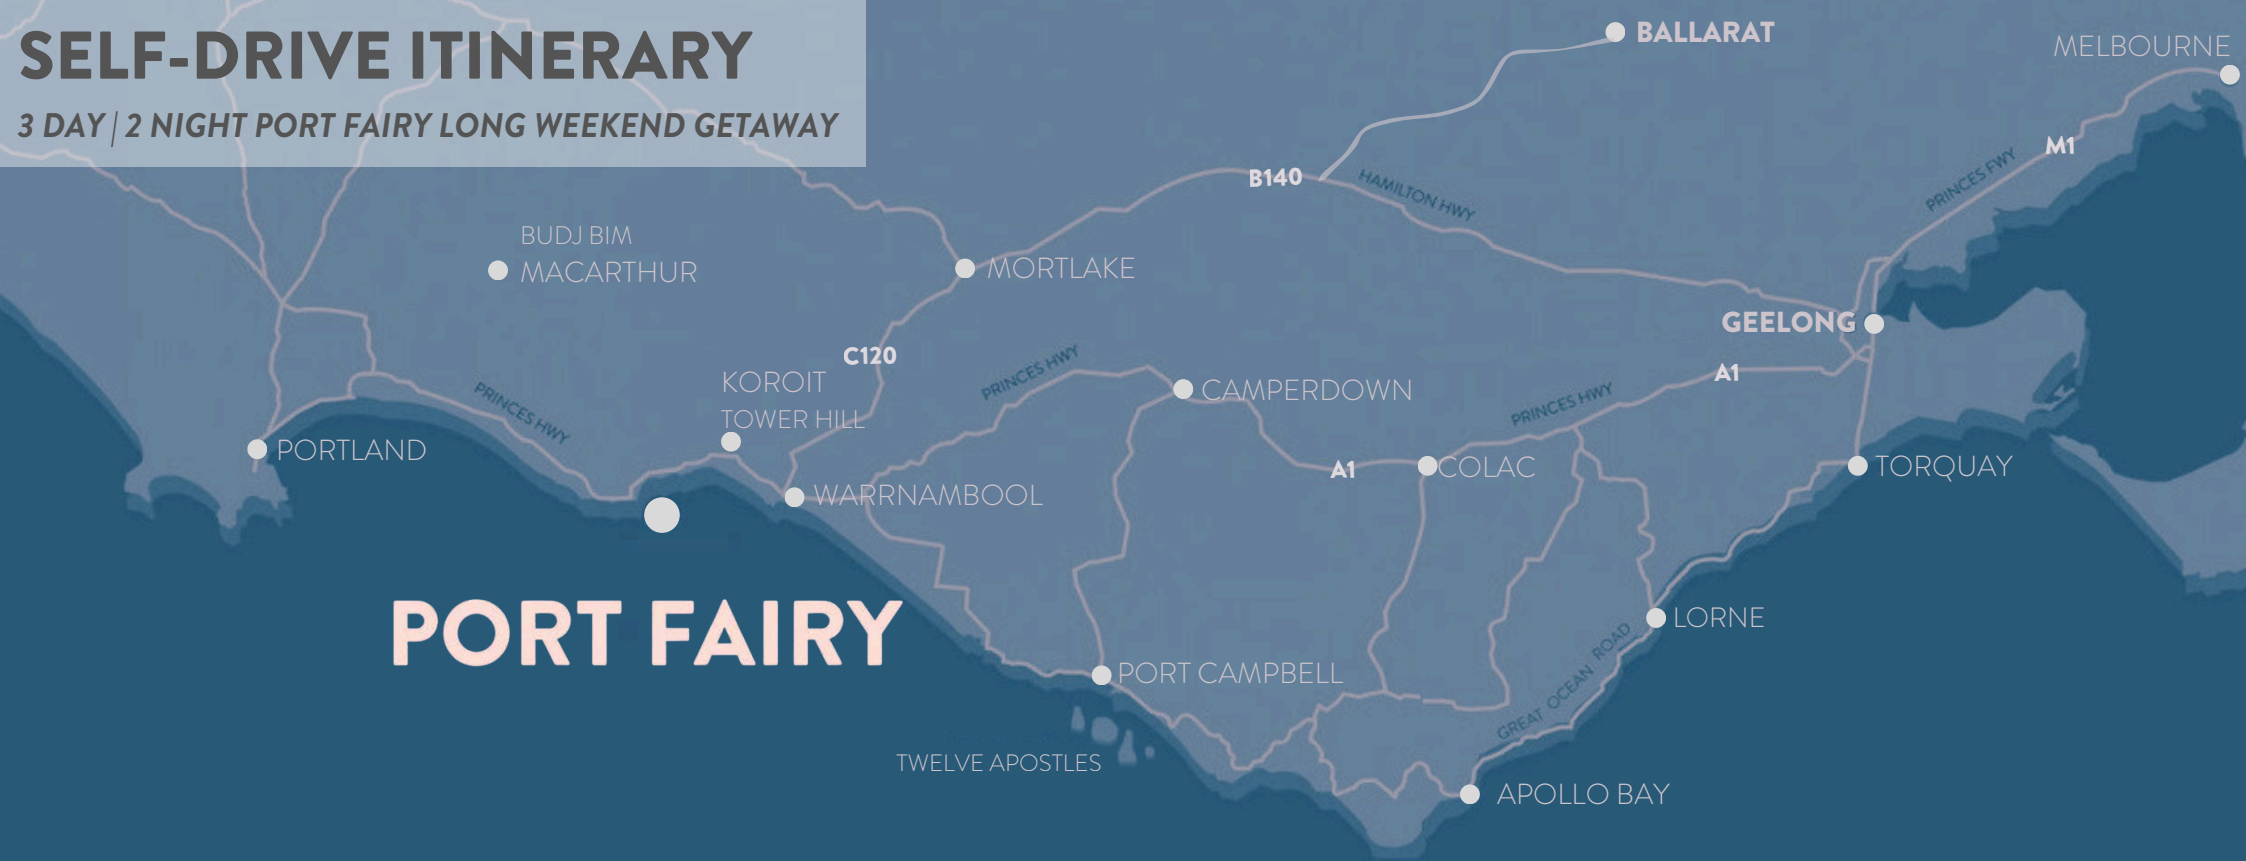 SELF-DRIVE ITINERARY
3 DAY | 2 NIGHT PORT FAIRY LONG WEEKEND GETAWAY
BALLARAT
MELBOURNE
M1
PRINCES FWY
B140
HAMILTON HWY
BUDJ BIM
MACARTHUR
MORTLAKE
GEELONG
C120
PRINCES HWY
A1
KOROIT
TOWER HILL
CAMPERDOWN
PRINCES HWY
PRINCES HWY
PORTLAND
A1
COLAC
TORQUAY
WARRNAMBOOL
PORT FAIRY
LORNE
GREAT OCEAN ROAD
PORT CAMPBELL
TWELVE APOSTLES
APOLLO BAY